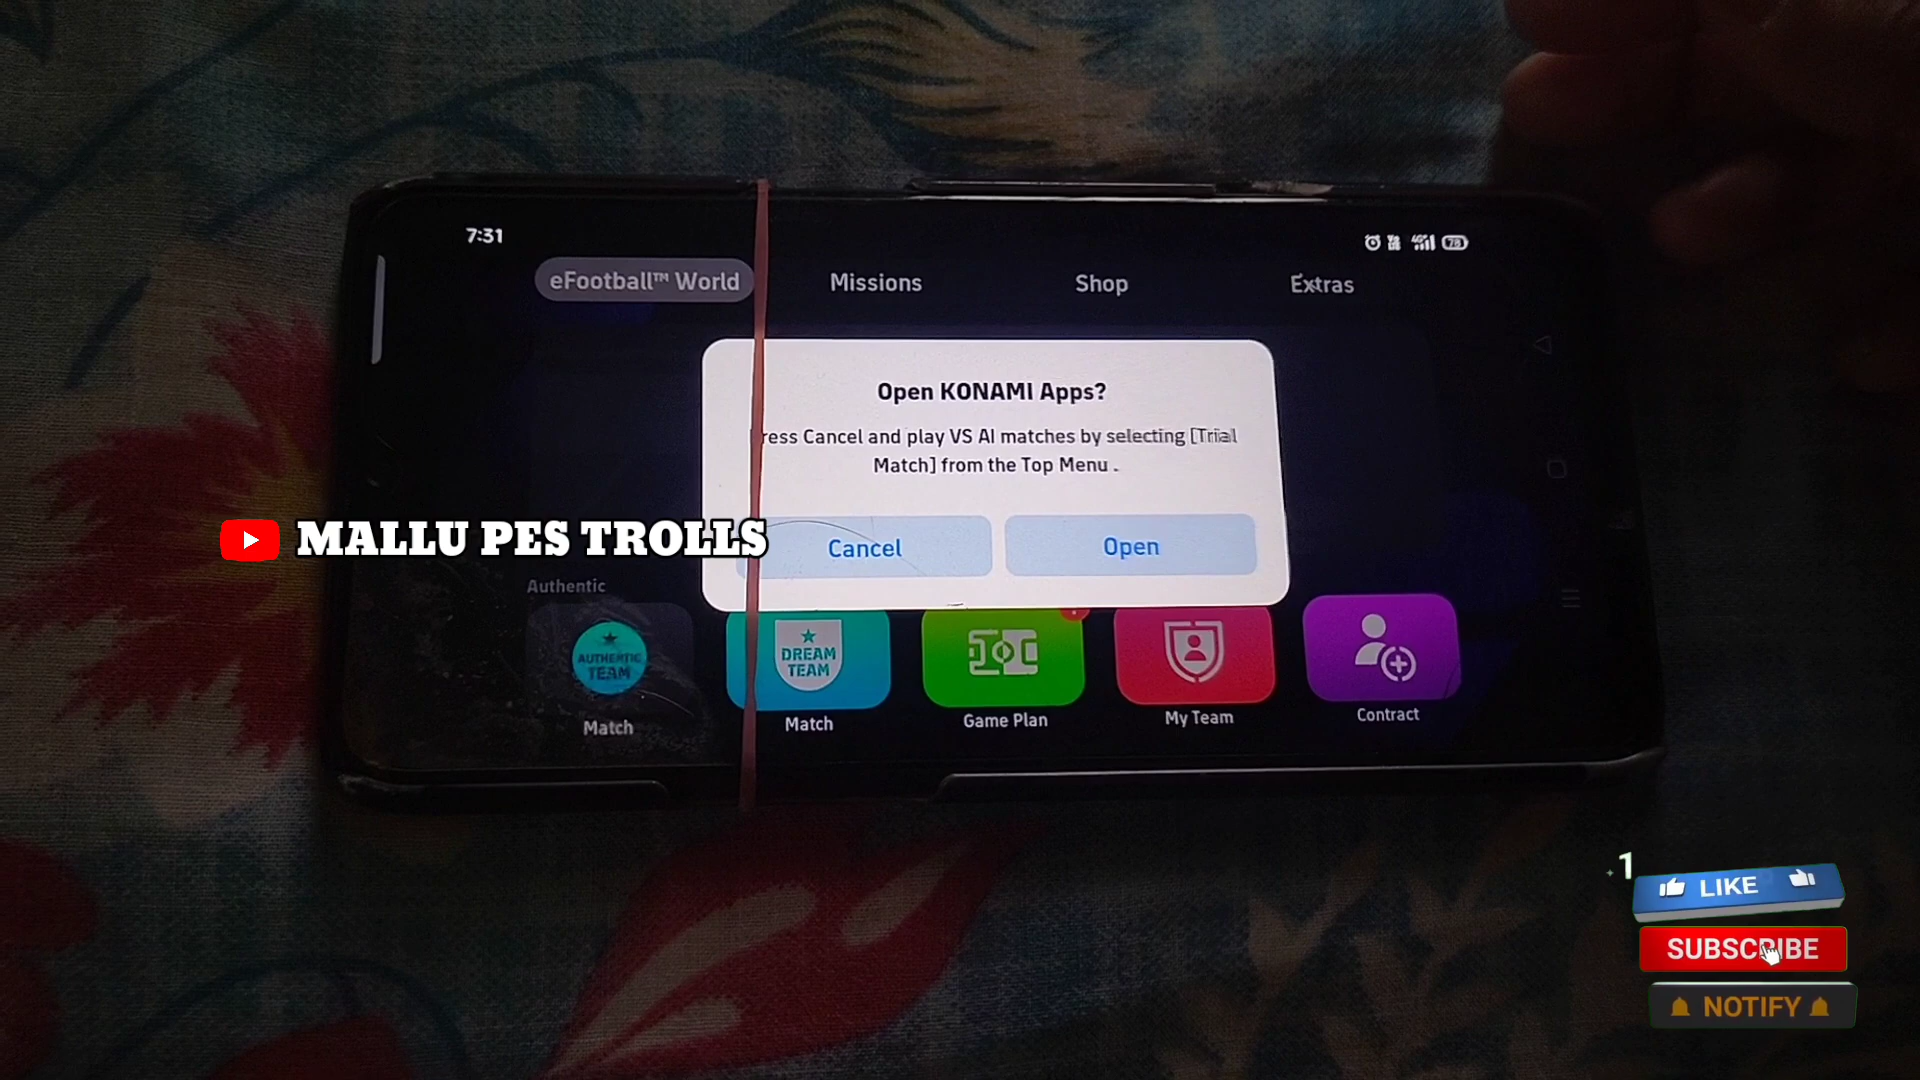 7:31
78
eFootball™ World
Missions
Shop
Extras
Open KONAMI Apps?
ress Cancel and play VS AI matches by selecting [Trial
Match] from the Top Menu .
MALLU PES TROLLS
Cancel
Open
Authentic
AUTHENTIC
TEAM
DREAM
TEAM
Match
Match
Game Plan
My Team
Contract
1
LIKE
SUBSCRIBE
NOTIFY